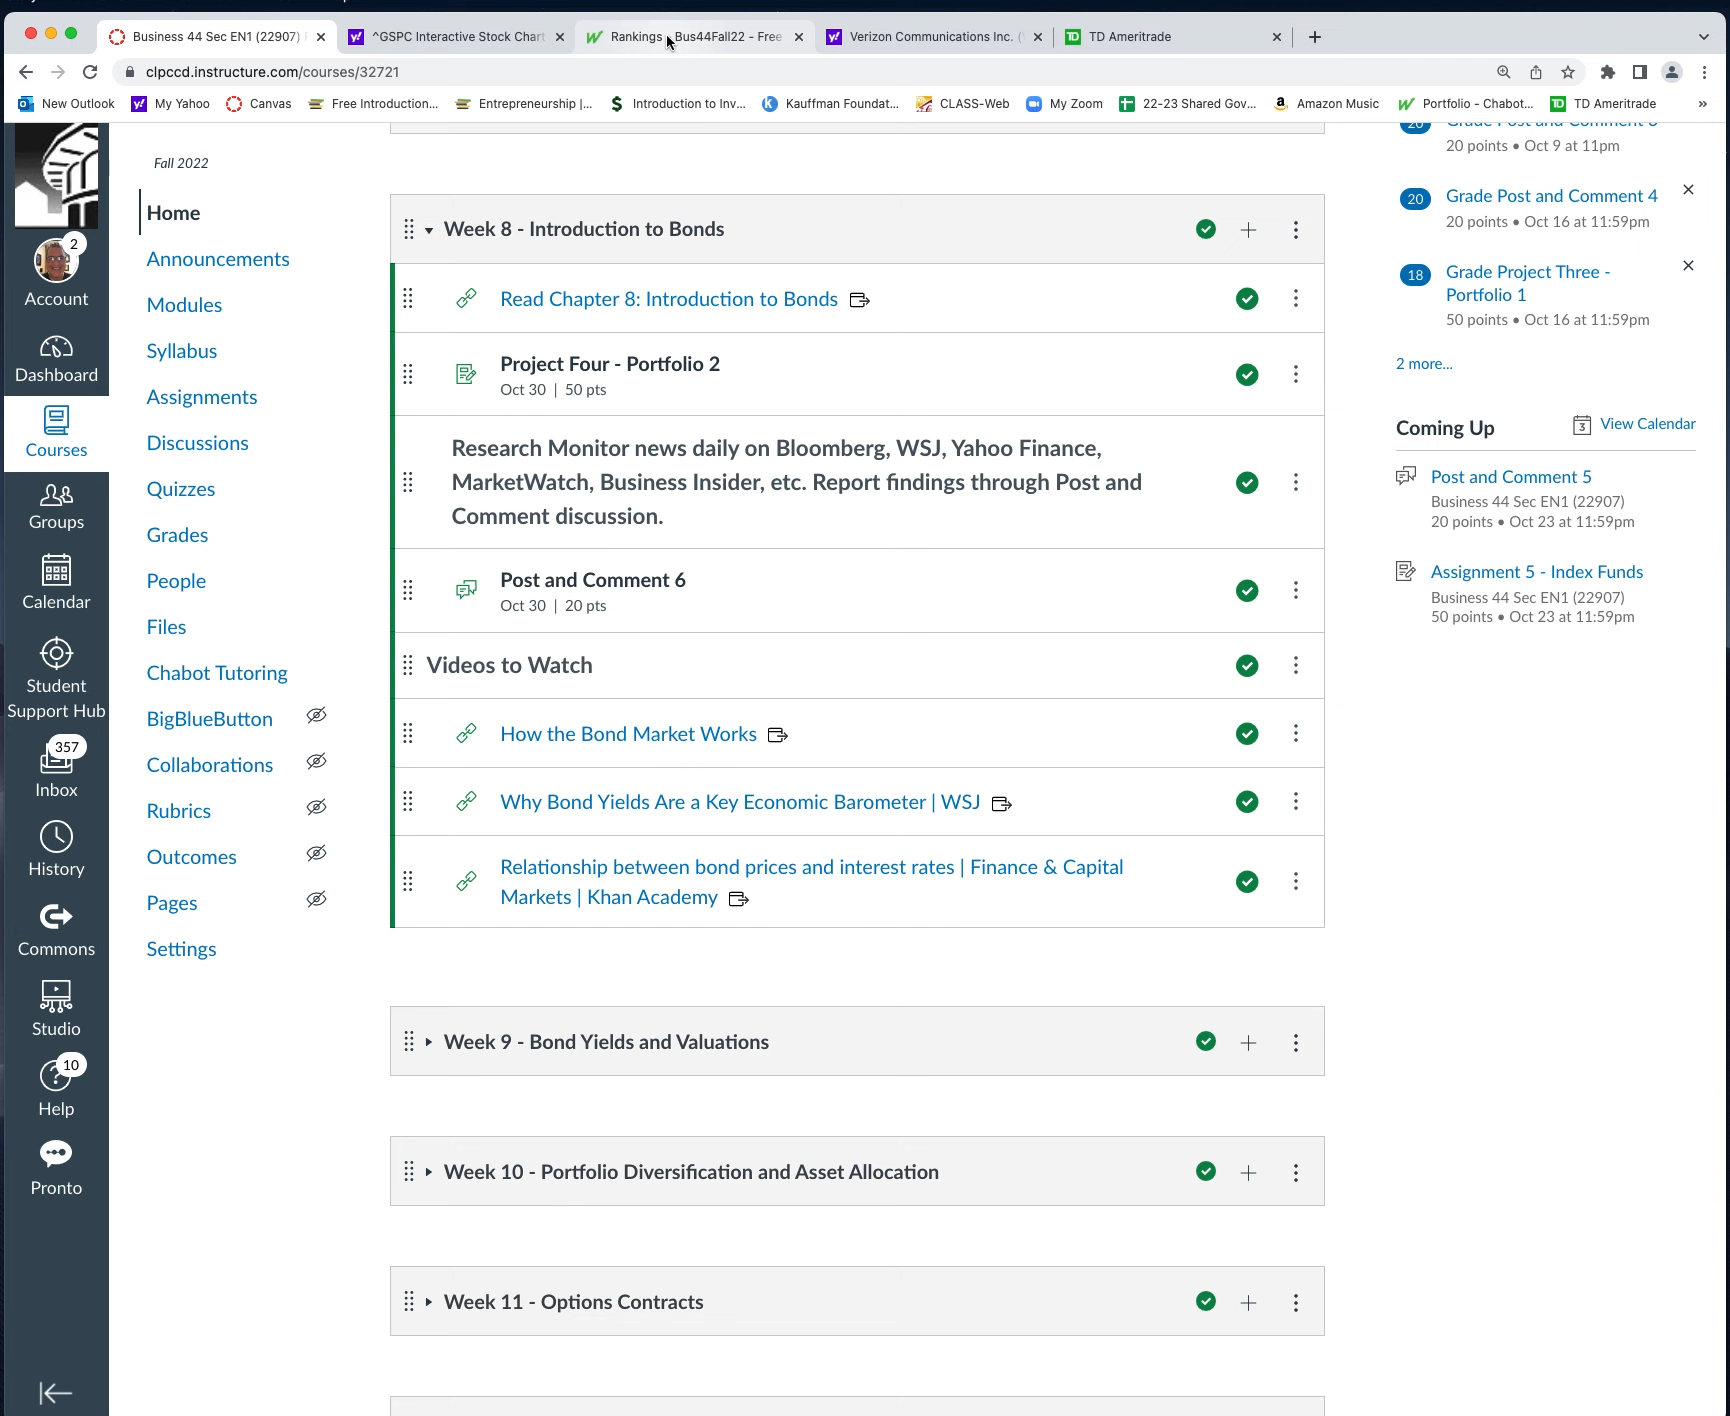 Business 44 Sec EN1 (22907)
^GSPC Interactive Stock Chart
Rankings Bus44Fall22 - Free
Verizon Communications Inc. (
TD Ameritrade
clpccd.instructure.com/courses/32721
New Outlook
My Yahoo
Canvas
Free Introduction...
Entrepreneurship |...
Introduction to Inv...
Kauffman Foundat...
CLASS-Web
My Zoom
22-23 Shared Gov...
Amazon Music
Portfolio - Chabot...
TD Ameritrade
»
2
Account
Dashboard
Courses
Groups
Calendar
Student
Support Hub
357
Inbox
History
Commons
Studio
10
Help
Pronto
Fall 2022
Home
Announcements
Modules
Syllabus
Assignments
Discussions
Quizzes
Grades
People
Files
Chabot Tutoring
BigBlueButton
Collaborations
Rubrics
Outcomes
Pages
Settings
Week 8 - Introduction to Bonds
Read Chapter 8: Introduction to Bonds
Project Four - Portfolio 2
Oct 30 | 50 pts
Research Monitor news daily on Bloomberg, WSJ, Yahoo Finance,
MarketWatch, Business Insider, etc. Report findings through Post and
Comment discussion.
Post and Comment 6
Oct 30 | 20 pts
Videos to Watch
How the Bond Market Works
Why Bond Yields Are a Key Economic Barometer | WSJ
Relationship between bond prices and interest rates | Finance & Capital
Markets | Khan Academy
Week 9 - Bond Yields and Valuations
Week 10 - Portfolio Diversification and Asset Allocation
Week 11 - Options Contracts
20 Grade Post and Comment
20 points • Oct 9 at 11pm
20 Grade Post and Comment 4
20 points • Oct 16 at 11:59pm
18 Grade Project Three -
Portfolio 1
50 points • Oct 16 at 11:59pm
2 more...
Coming Up
3 View Calendar
Post and Comment 5
Business 44 Sec EN1 (22907)
20 points • Oct 23 at 11:59pm
Assignment 5 - Index Funds
Business 44 Sec EN1 (22907)
50 points • Oct 23 at 11:59pm